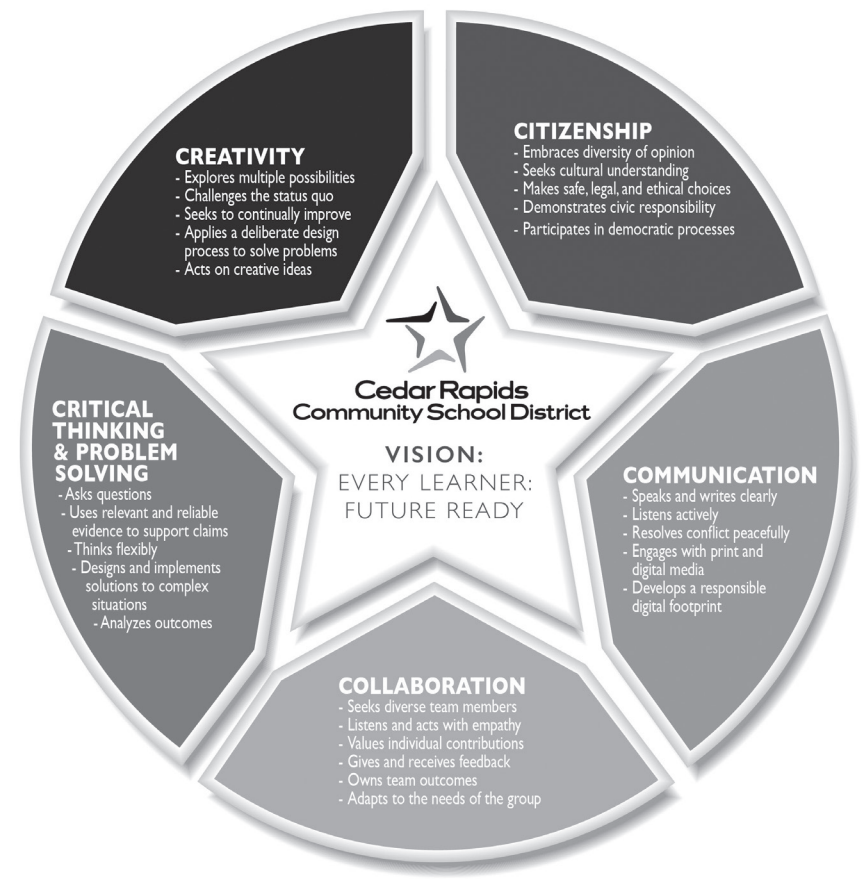 CREATIVITY
- Explores multiple possibilities
- Challenges the status quo
- Seeks to continually improve
- Applies a deliberate design
process to solve problems
- Acts on creative ideas
CITIZENSHIP
- Embraces diversity of opinion
- Seeks cultural understanding
- Makes safe, legal, and ethical choices
- Demonstrates civic responsibility
- Participates in democratic processes
Cedar Rapids
Community School District
VISION:
EVERY LEARNER:
FUTURE READY
CRITICAL
THINKING
& PROBLEM
SOLVING
- Asks questions
- Uses relevant and reliable
evidence to support claims
- Thinks flexibly
- Designs and implements
solutions to complex
situations
- Analyzes outcomes
COMMUNICATION
- Speaks and writes clearly
- Listens actively
- Resolves conflict peacefully
- Engages with print and
digital media
- Develops a responsible
digital footprint
COLLABORATION
- Seeks diverse team members
- Listens and acts with empathy
- Values individual contributions
- Gives and receives feedback
- Owns team outcomes
- Adapts to the needs of the group